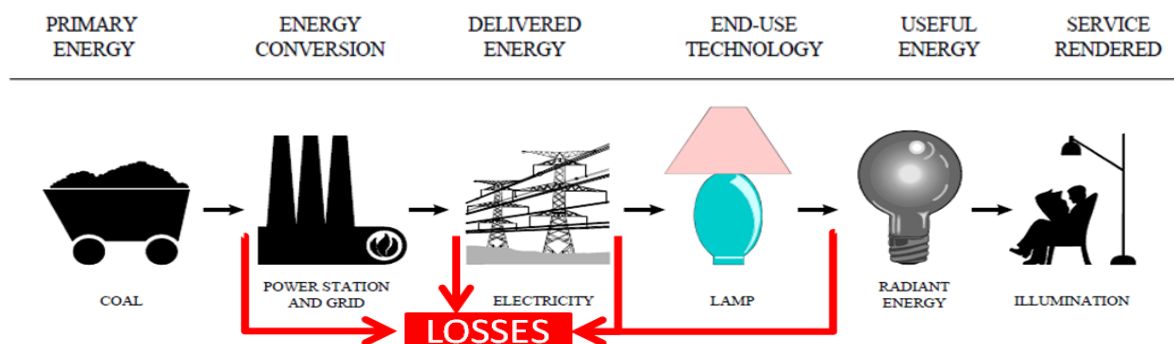 PRIMARY ENERGY CONVERSION DELIVERED END-USE USEFUL SERVICE
ENERGY CONVERSION ENERGY TECHNOLOGY ENERGY RENDERED
COAL
POWER STATION
AND GRID
ELECTRICITY
LAMP
RADIANT
ENERGY
ILLUMINATION
LOSSES